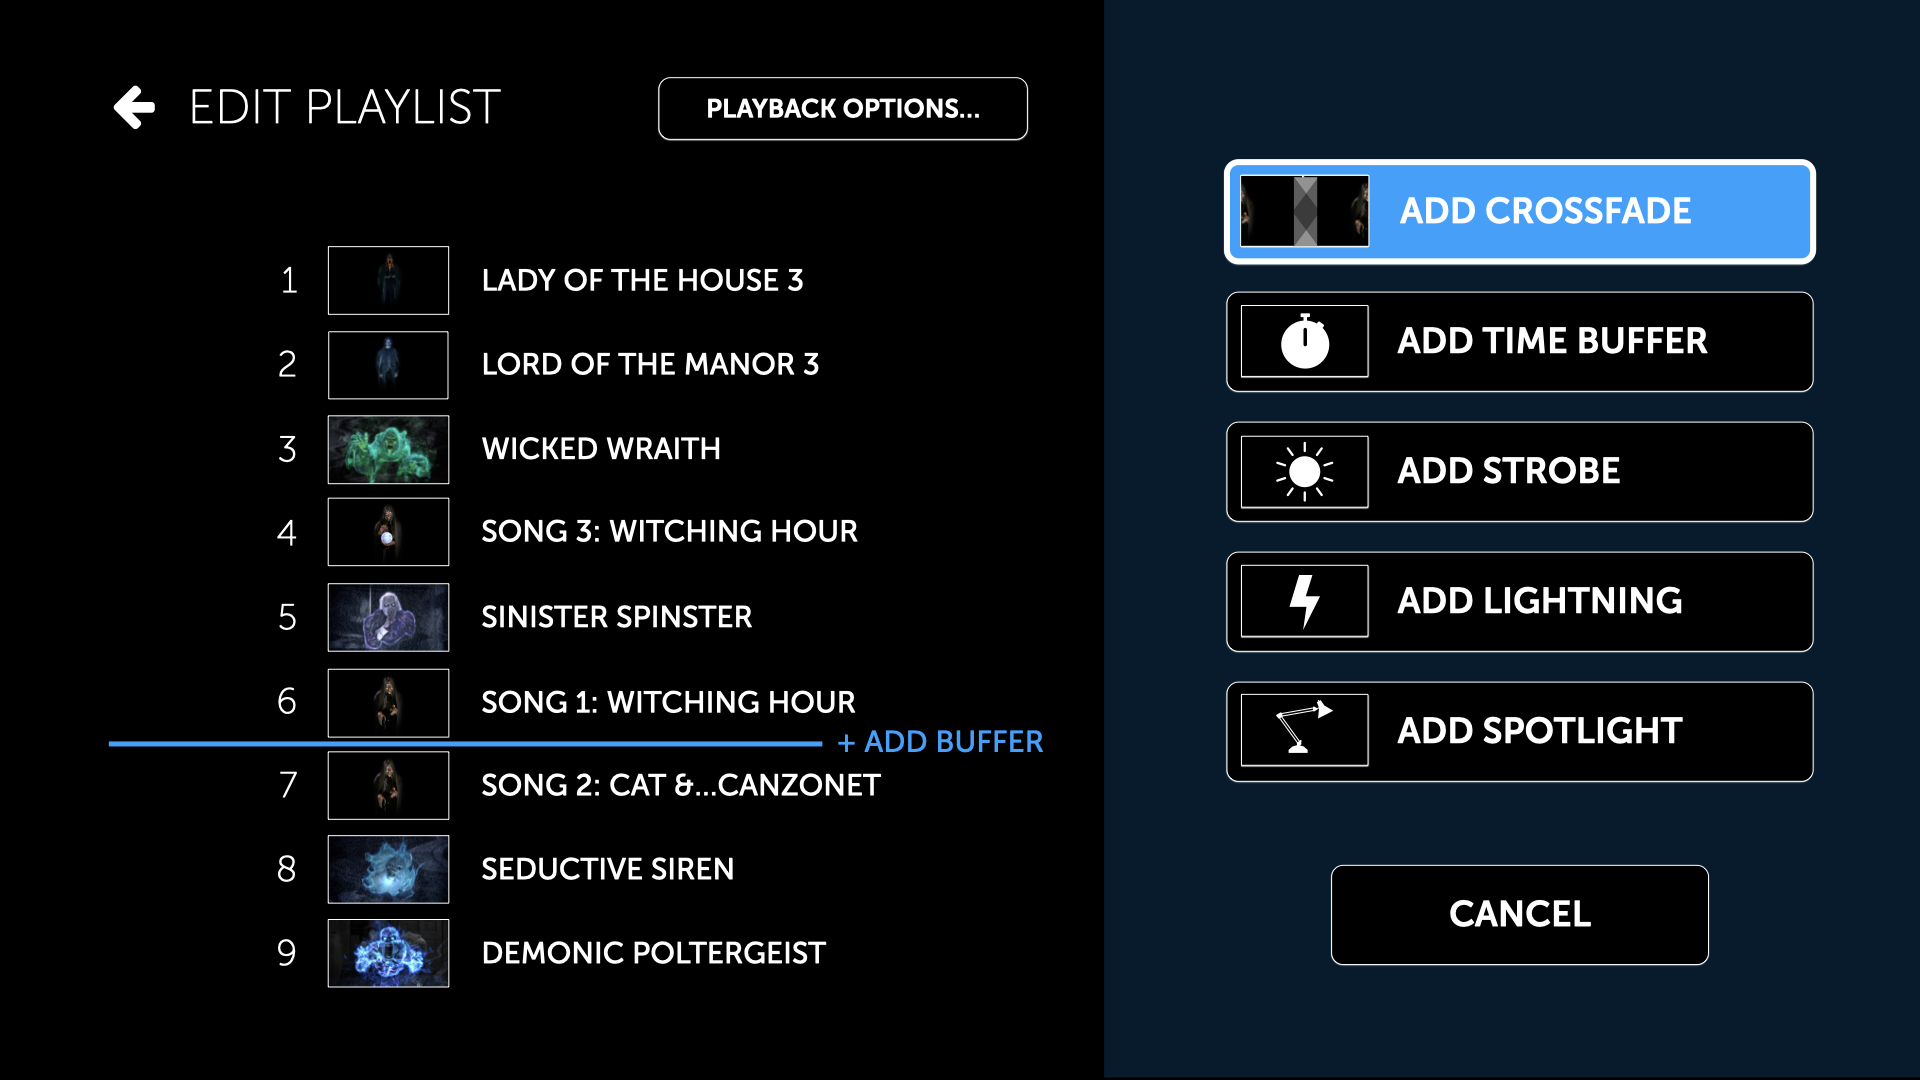 EDIT PLAYLIST
PLAYBACK OPTIONS...
1 LADY OF THE HOUSE 3
2 LORD OF THE MANOR 3
3 WICKED WRAITH
4 SONG 3: WITCHING HOUR
5 SINISTER SPINSTER
6 SONG 1: WITCHING HOUR
+ ADD BUFFER
7 SONG 2: CAT &...CANZONET
8 SEDUCTIVE SIREN
9 DEMONIC POLTERGEIST
ADD CROSSFADE
ADD TIME BUFFER
ADD STROBE
ADD LIGHTNING
ADD SPOTLIGHT
CANCEL